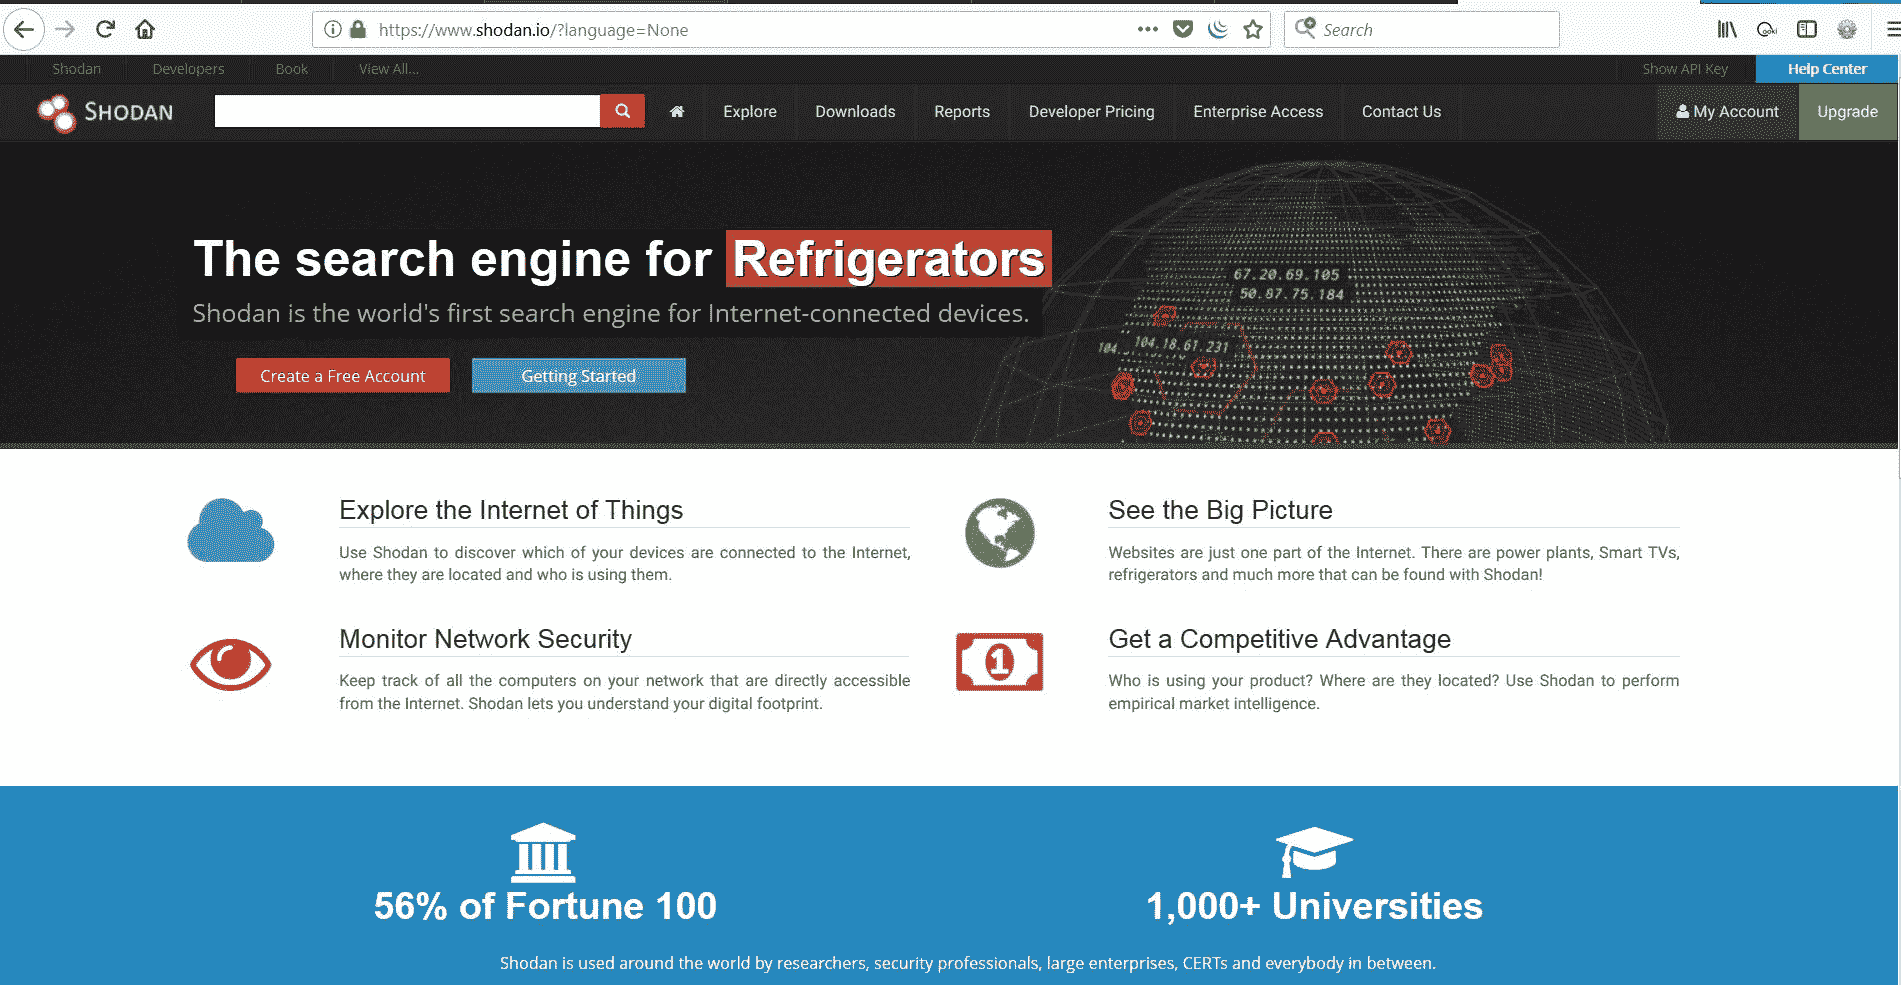 https://www.shodan.io/?language=None
Search
Shodan Developers Book View All... Show API Key Help Center
SHODAN Explore Downloads Reports Developer Pricing Enterprise Access Contact Us My Account Upgrade
The search engine for Refrigerators
Shodan is the world's first search engine for Internet-connected devices.
Create a Free Account Getting Started
67.20.69.105
50.87.75.184
104.18.61.231
104.
Explore the Internet of Things
Use Shodan to discover which of your devices are connected to the Internet,
where they are located and who is using them.
See the Big Picture
Websites are just one part of the Internet. There are power plants, Smart TVs,
refrigerators and much more that can be found with Shodan!
Monitor Network Security
Keep track of all the computers on your network that are directly accessible
from the Internet. Shodan lets you understand your digital footprint.
1
Get a Competitive Advantage
Who is using your product? Where are they located? Use Shodan to perform
empirical market intelligence.
56% of Fortune 100
1,000+ Universities
Shodan is used around the world by researchers, security professionals, large enterprises, CERTs and everybody in between.